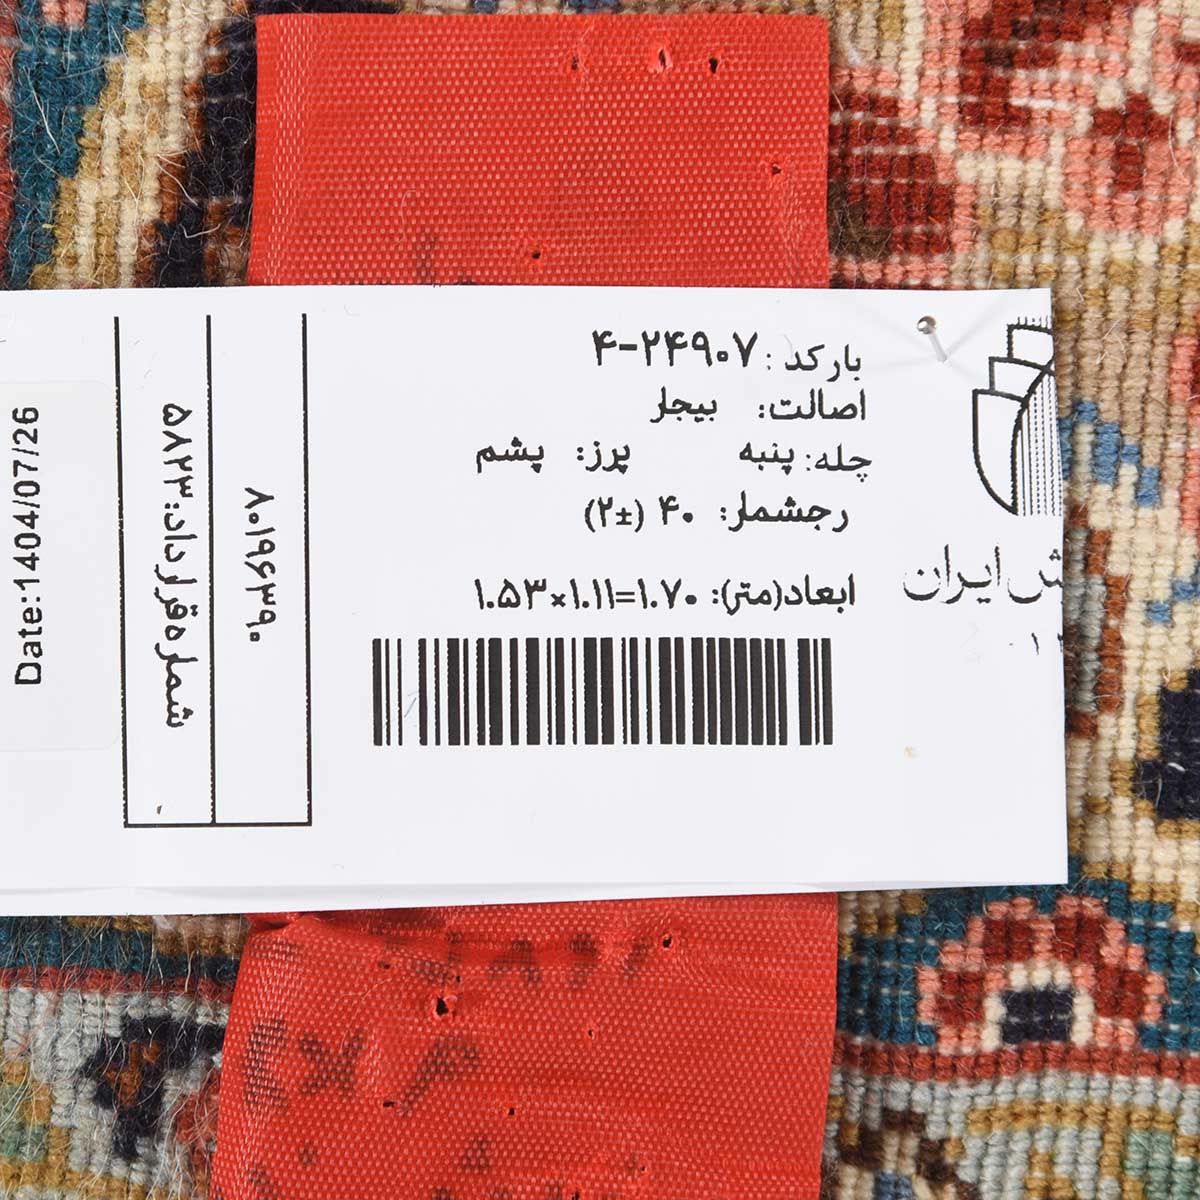 بارکد: ۴-۲۴۹۰۷
اصالت: بیجار
چله: پنبه پرز: پشم
رجشمار: ۴۰ (±۲)
ابعاد(متر): ۱.۵۳×۱.۱۱=۱.۷۰
ش ایران
۸۰۱۹۶۳۹۰
شماره قرارداد: ۵۸۲۳
Date:1404/07/26